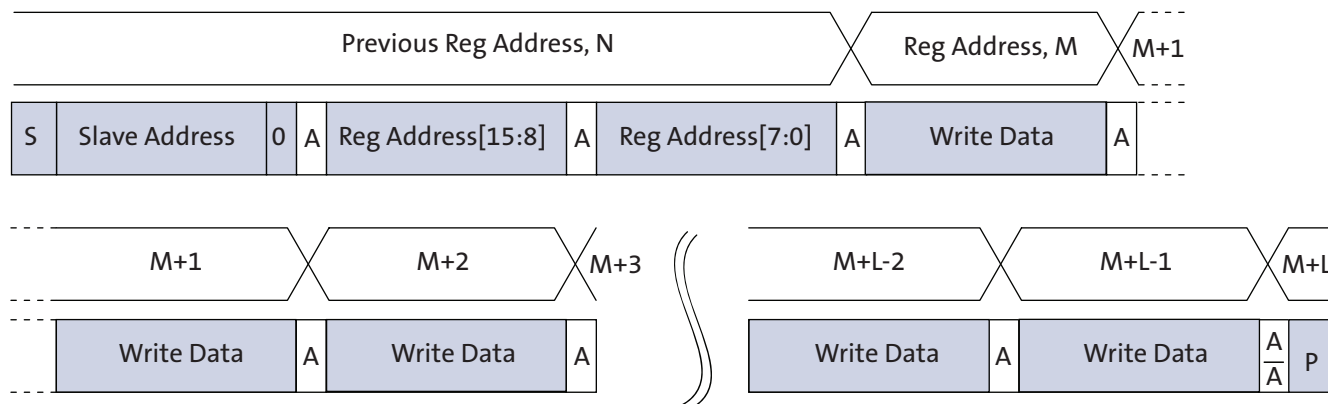 Previous Reg Address, N Reg Address, M M+1
S Slave Address 0 A Reg Address[15:8] A Reg Address[7:0] A Write Data A
M+1 M+2 M+3 M+L-2 M+L-1 M+L
Write Data A Write Data A Write Data A Write Data A/A̅ P